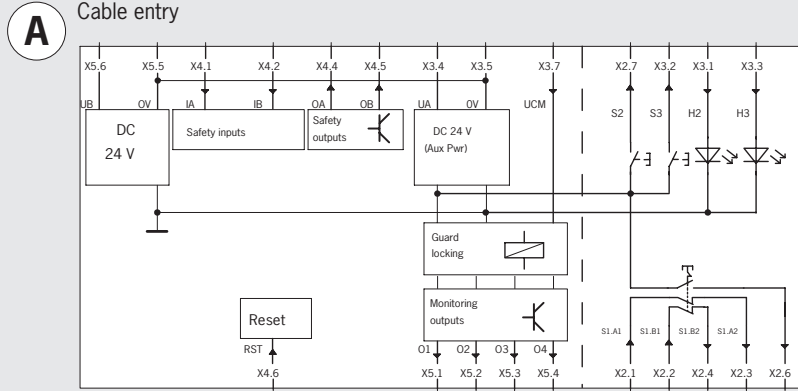 A
Cable entry
X5.6 X5.5 X4.1 X4.2 X4.4 X4.5 X3.4 X3.5 X3.7 X2.7 X3.2 X3.1 X3.3
UB 0V IA IB OA OB UA 0V UCM S2 S3 H2 H3
DC
24 V
Safety inputs
Safety
outputs
DC 24 V
(Aux Pwr)
Guard
locking
Monitoring
outputs
Reset
S1.A1 S1.B1 S1.B2 S1.A2
RST O1 O2 O3 O4
X4.6 X5.1 X5.2 X5.3 X5.4 X2.1 X2.2 X2.4 X2.3 X2.6